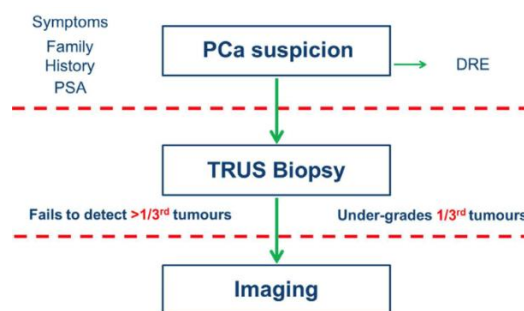 Symptoms
Family
History
PSA
PCa suspicion
DRE
TRUS Biopsy
Fails to detect >1/3rd tumours
Under-grades 1/3rd tumours
Imaging